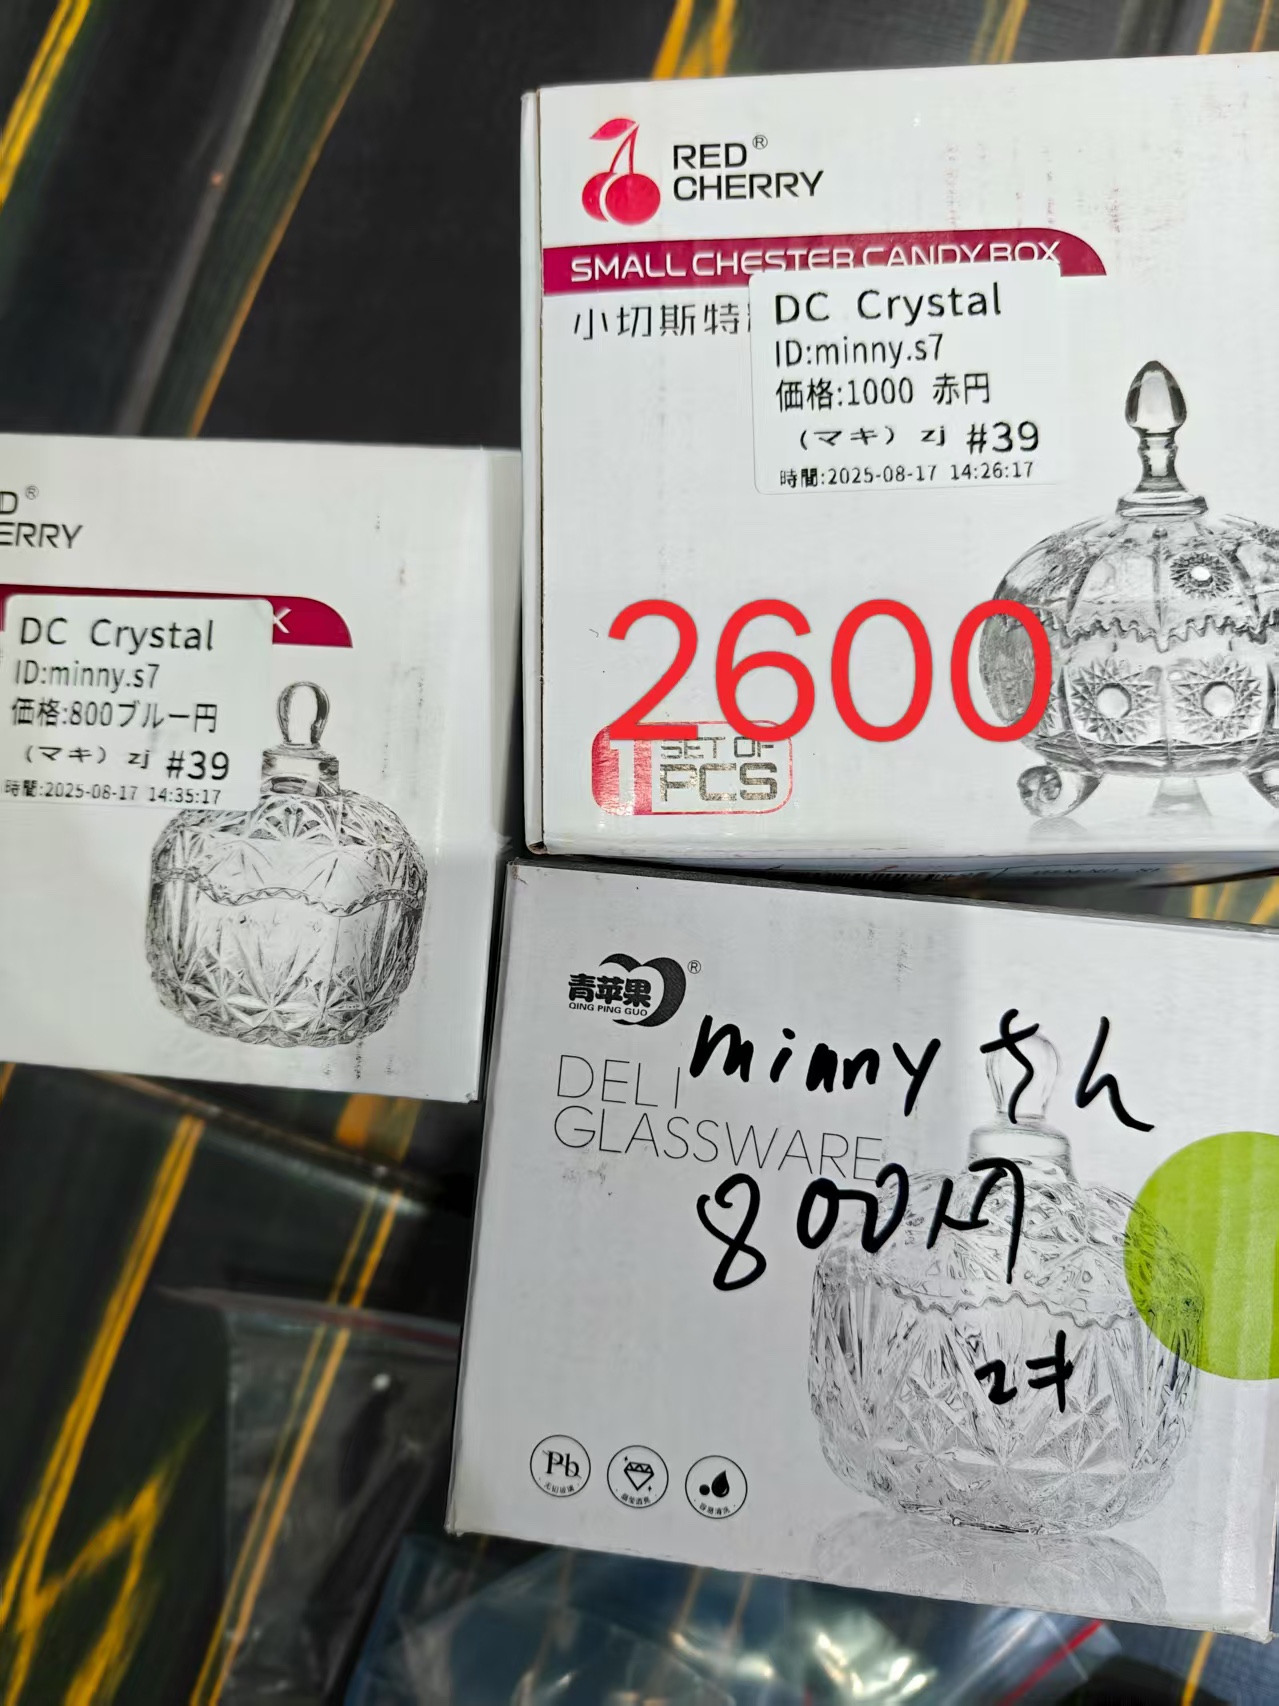 RED®
CHERRY
SMALL CHESTER CANDY BOX
小切斯特
DC Crystal
ID:minny.s7
価格:1000 赤円
(マキ) zj #39
時間:2025-08-17 14:26:17
2600
1 SET OF
PCS
D®
ERRY
X
DC Crystal
ID:minny.s7
価格:800ブルー円
(マキ) zj #39
時間:2025-08-17 14:35:17
青苹果®
QING PING GUO
DELI
GLASSWARE
minny さん
800円
マキ
Pb